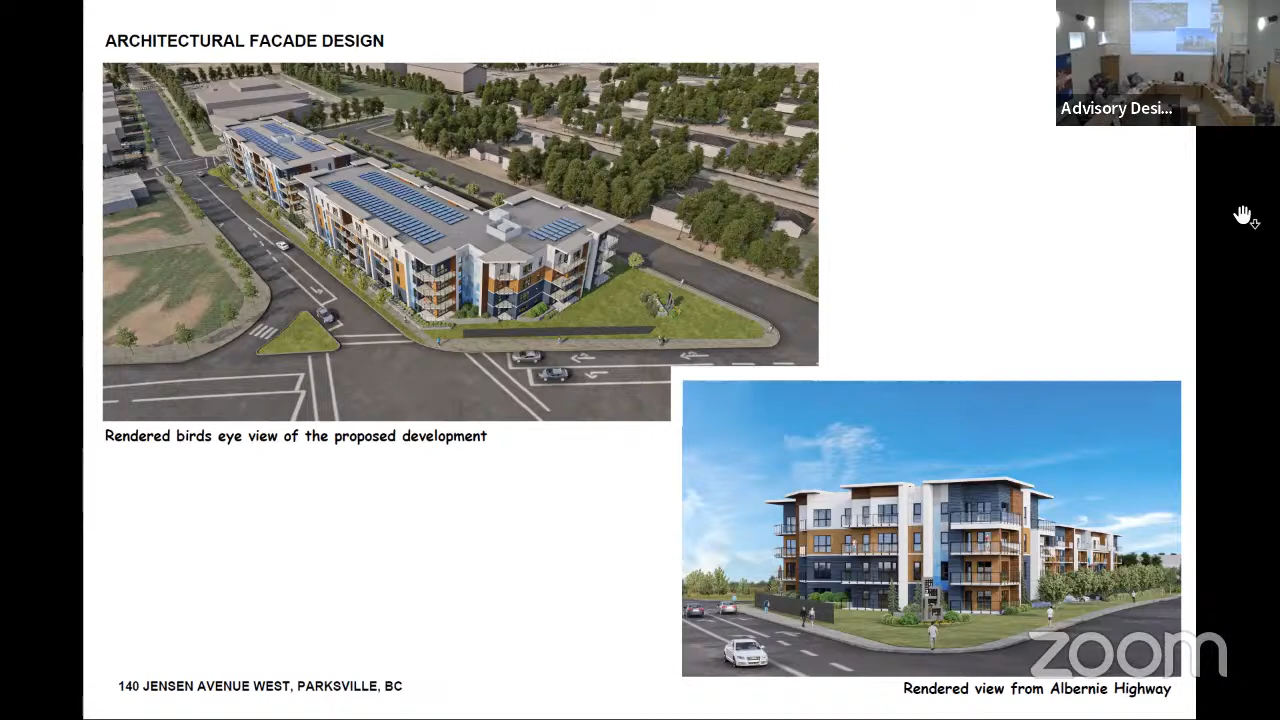 ARCHITECTURAL FACADE DESIGN
Advisory Desi...
Rendered birds eye view of the proposed development
zoom
140 JENSEN AVENUE WEST, PARKSVILLE, BC
Rendered view from Albernie Highway